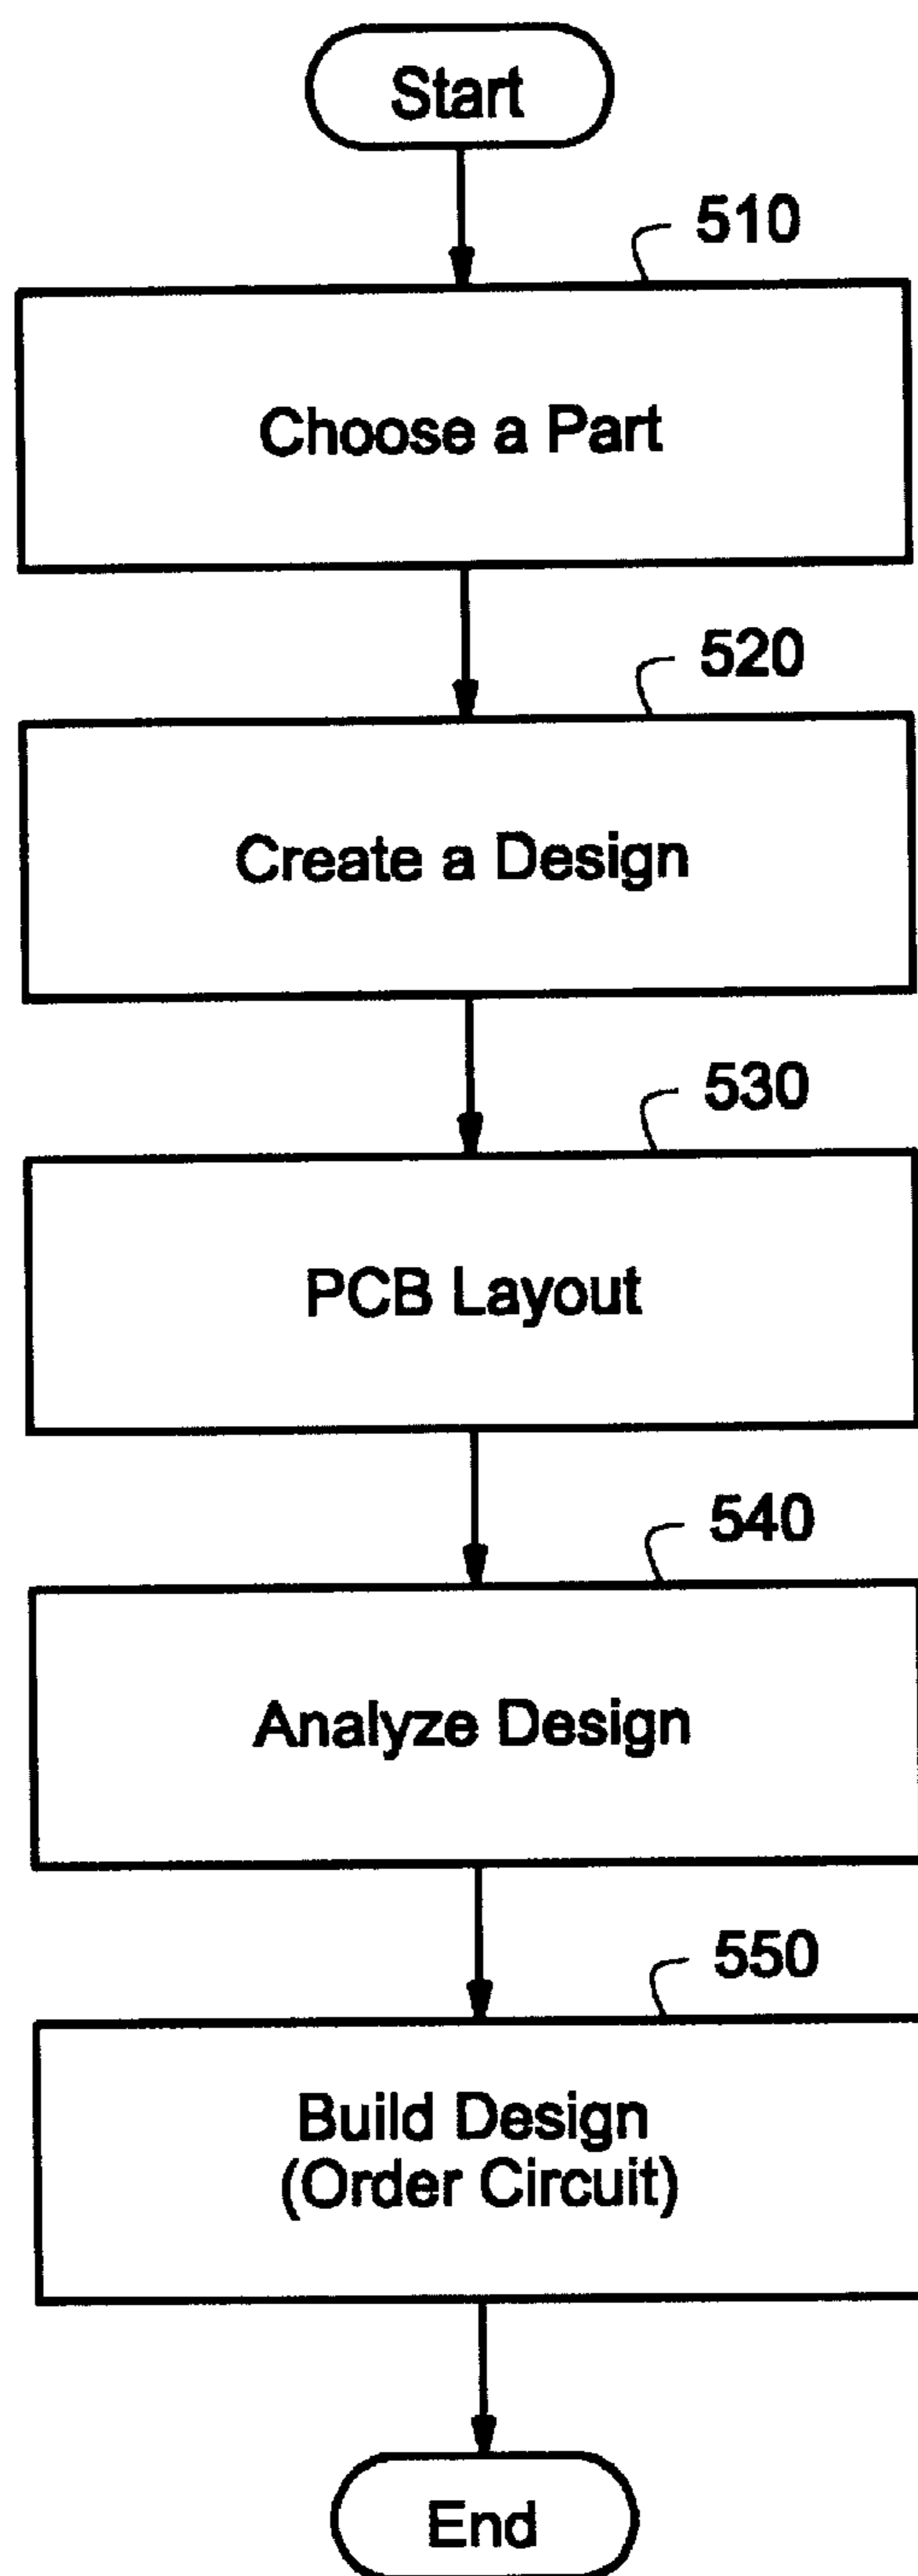 Start
510
Choose a Part
520
Create a Design
530
PCB Layout
540
Analyze Design
550
Build Design
(Order Circuit)
End